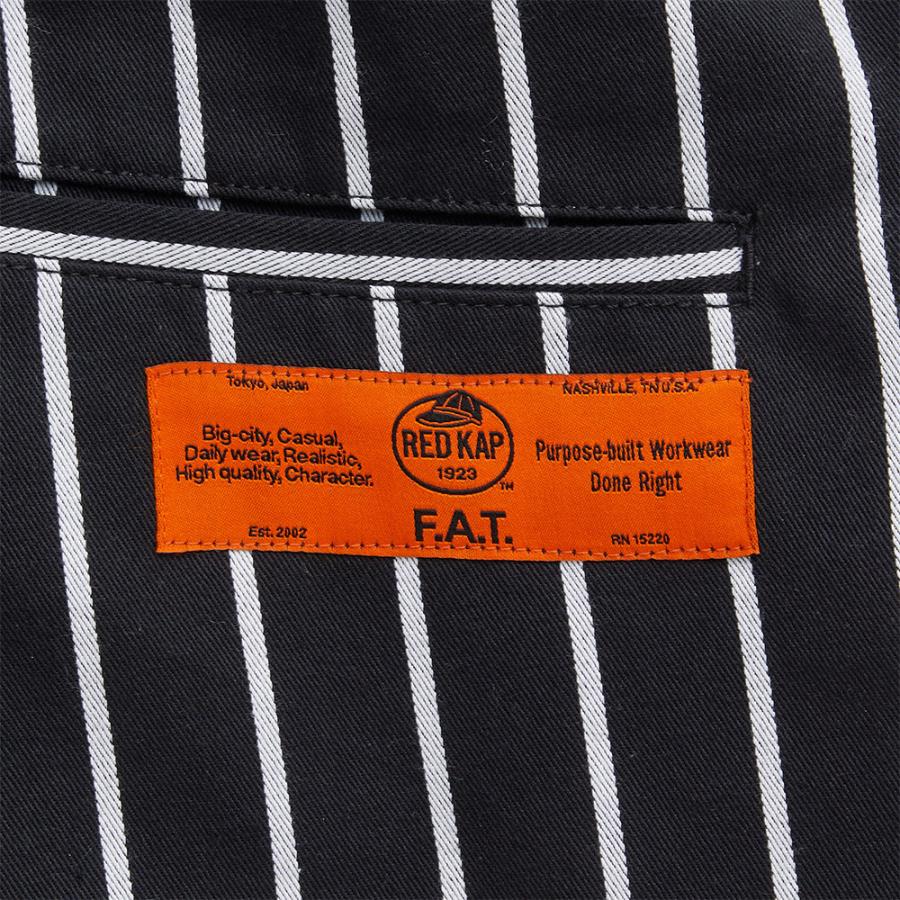 Tokyo, Japan
Big-city, Casual,
Daily wear, Realistic,
High quality, Character.
Est. 2002
RED KAP
1923
TM
F.A.T.
NASHVILLE, TN U.S.A.
Purpose-built Workwear
Done Right
RN 15220